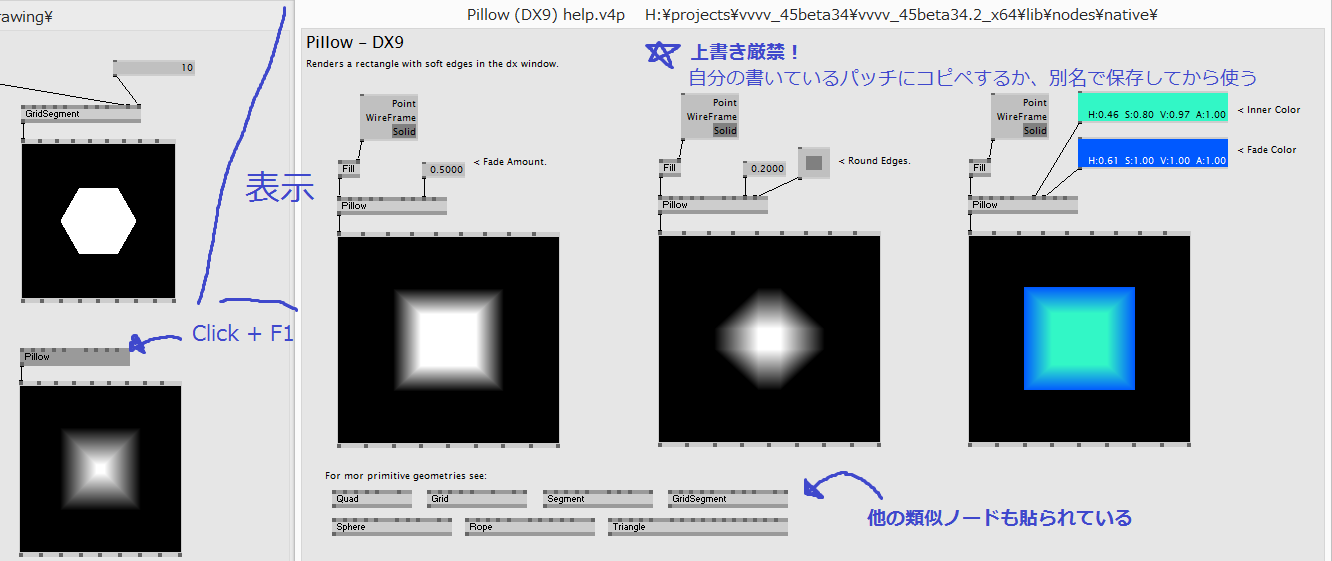 rawing¥
Pillow (DX9) help.v4p H:¥projects¥vvvv_45beta34¥vvvv_45beta34.2_x64¥lib¥nodes¥native¥
10
GridSegment
表示
Click + F1
Pillow
Pillow – DX9
Renders a rectangle with soft edges in the dx window.
上書き厳禁！
自分の書いているパッチにコピペするか、別名で保存してから使う
Point
WireFrame
Solid
Fill
0.5000
< Fade Amount.
Pillow
Point
WireFrame
Solid
Fill
0.2000
< Round Edges.
Pillow
Point
WireFrame
Solid
H:0.46 S:0.80 V:0.97 A:1.00
< Inner Color
H:0.61 S:1.00 V:1.00 A:1.00
< Fade Color
Fill
Pillow
For mor primitive geometries see:
Quad
Grid
Segment
GridSegment
Sphere
Rope
Triangle
他の類似ノードも貼られている